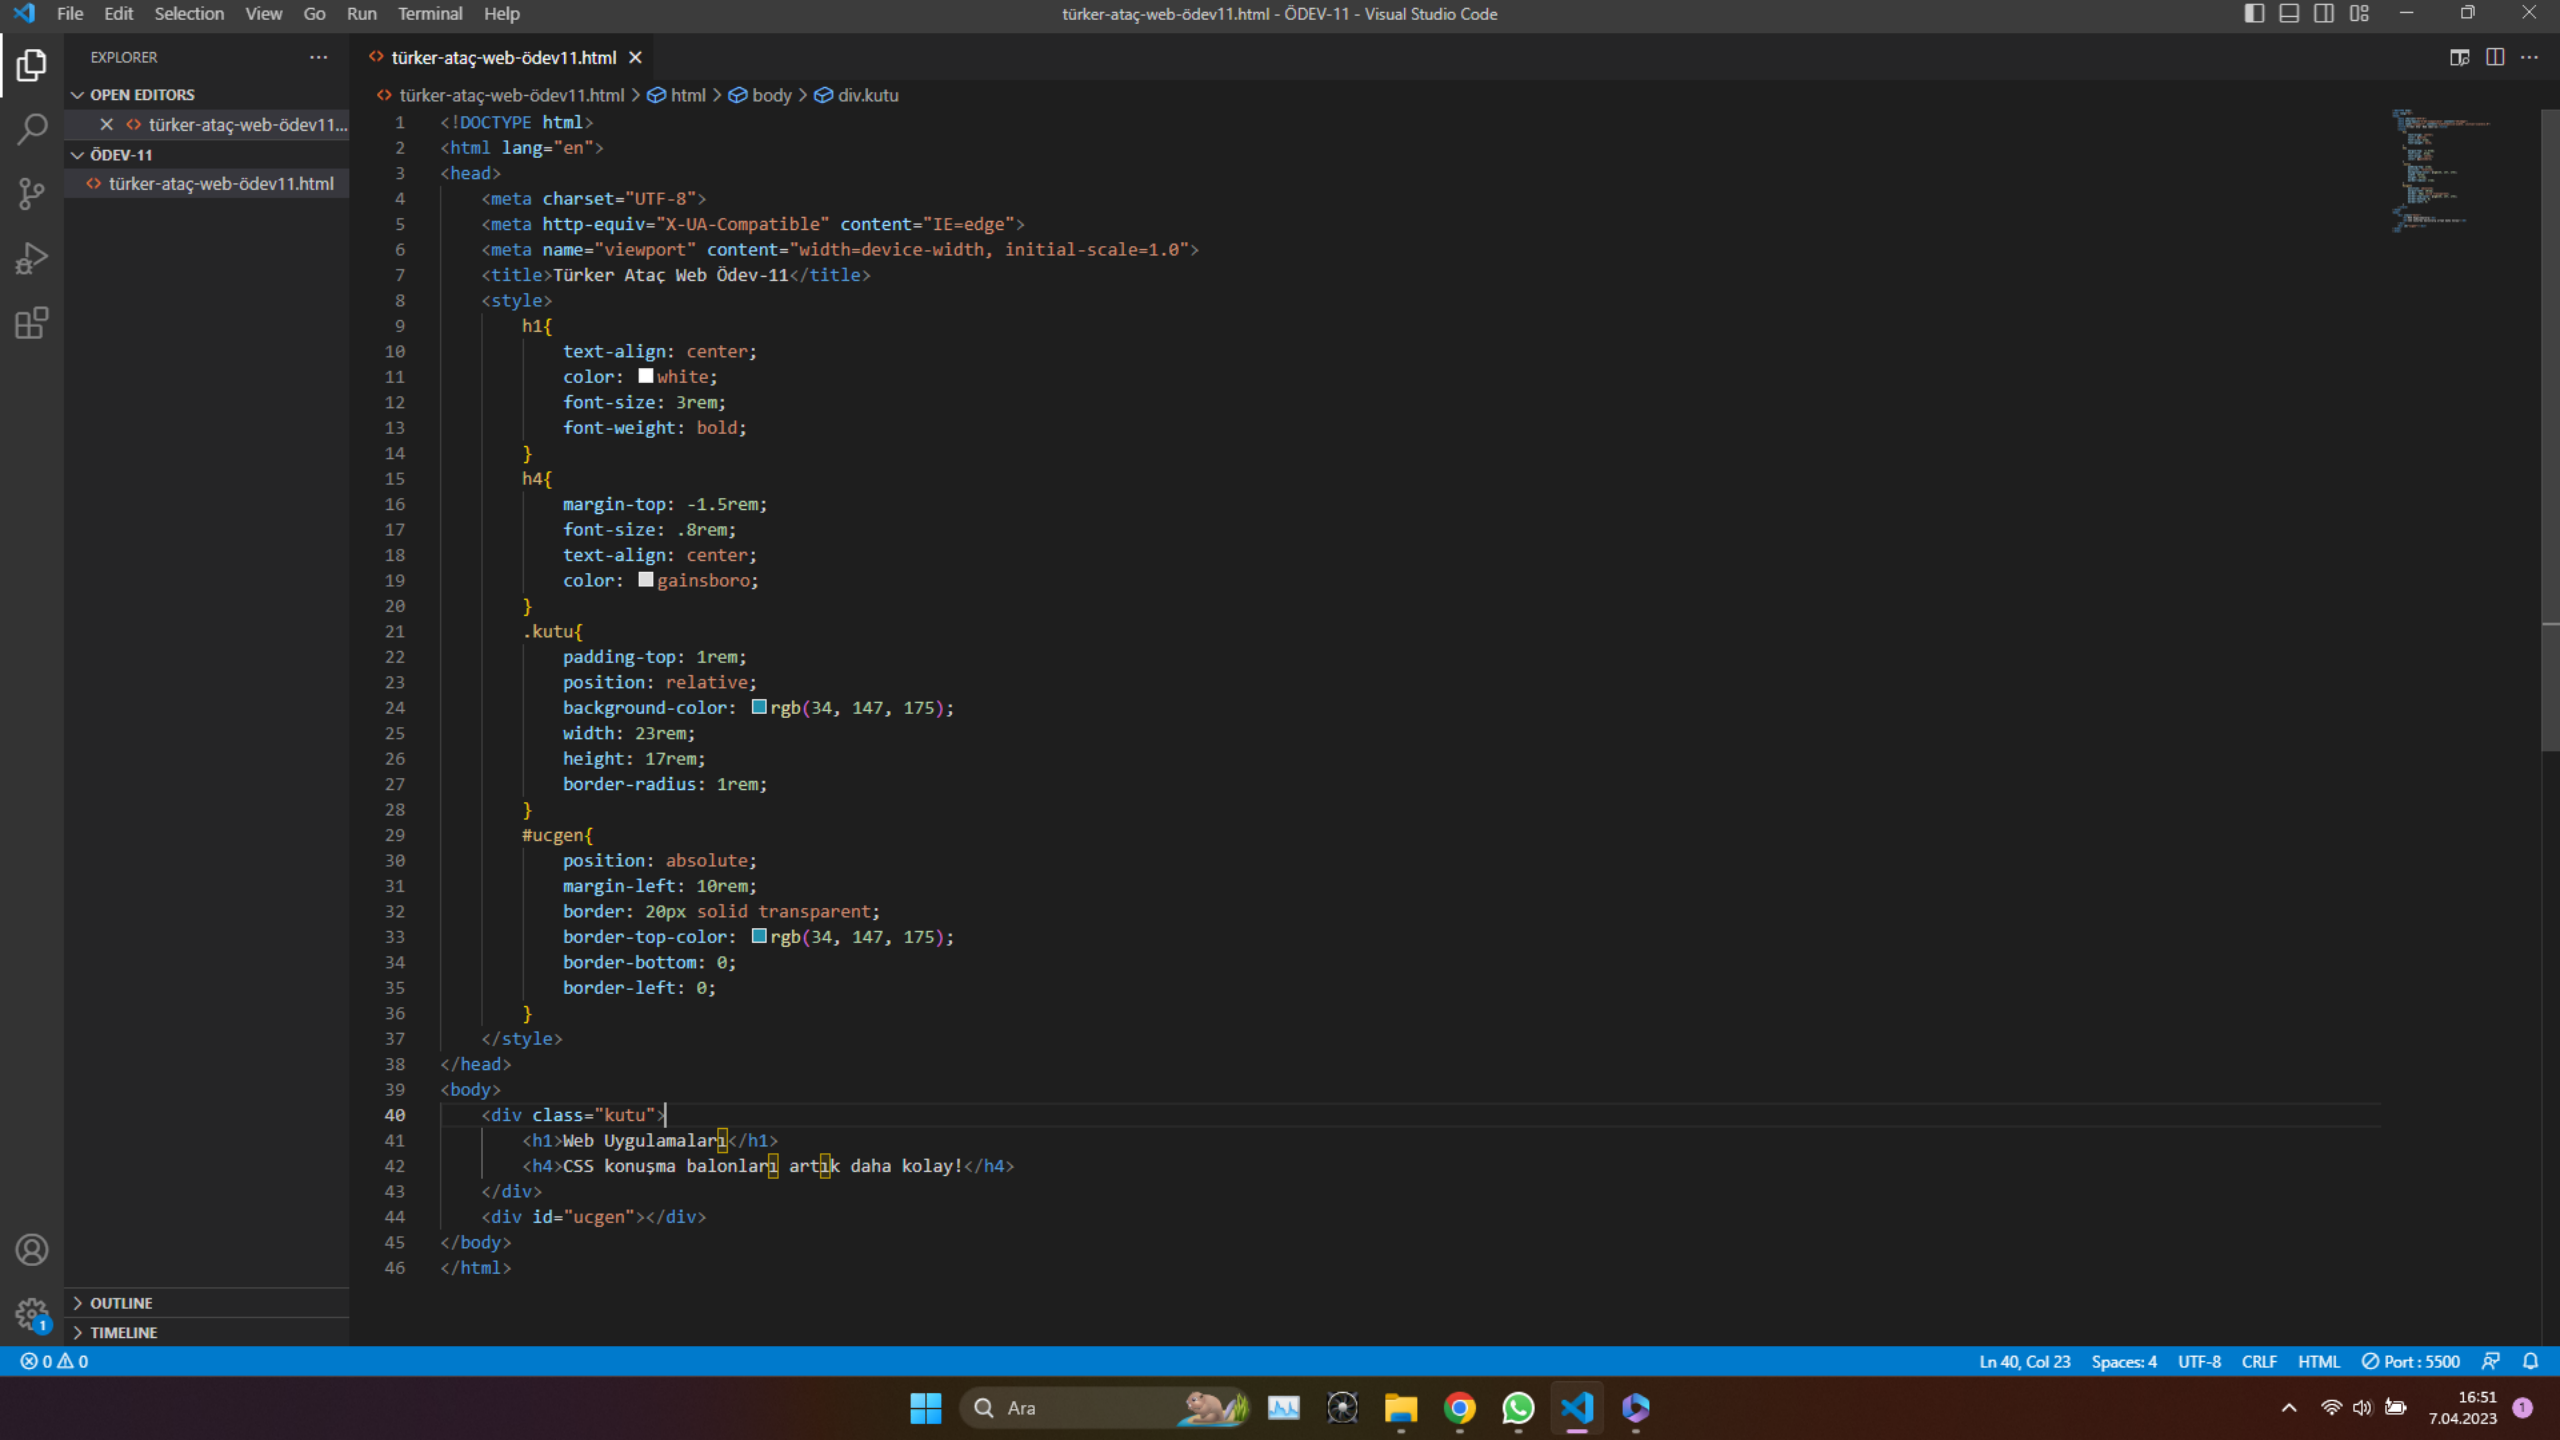 File Edit Selection View Go Run Terminal Help
türker-ataç-web-ödev11.html - ÖDEV-11 - Visual Studio Code
EXPLORER
OPEN EDITORS
türker-ataç-web-ödev11...
ÖDEV-11
türker-ataç-web-ödev11.html
OUTLINE
TIMELINE
türker-ataç-web-ödev11.html
türker-ataç-web-ödev11.html > html > body > div.kutu
1 <!DOCTYPE html>
2 <html lang="en">
3 <head>
4 <meta charset="UTF-8">
5 <meta http-equiv="X-UA-Compatible" content="IE=edge">
6 <meta name="viewport" content="width=device-width, initial-scale=1.0">
7 <title>Türker Ataç Web Ödev-11</title>
8 <style>
9 h1{
10 text-align: center;
11 color: white;
12 font-size: 3rem;
13 font-weight: bold;
14 }
15 h4{
16 margin-top: -1.5rem;
17 font-size: .8rem;
18 text-align: center;
19 color: gainsboro;
20 }
21 .kutu{
22 padding-top: 1rem;
23 position: relative;
24 background-color: rgb(34, 147, 175);
25 width: 23rem;
26 height: 17rem;
27 border-radius: 1rem;
28 }
29 #ucgen{
30 position: absolute;
31 margin-left: 10rem;
32 border: 20px solid transparent;
33 border-top-color: rgb(34, 147, 175);
34 border-bottom: 0;
35 border-left: 0;
36 }
37 </style>
38 </head>
39 <body>
40 <div class="kutu">
41 <h1>Web Uygulamaları</h1>
42 <h4>CSS konuşma balonları artık daha kolay!</h4>
43 </div>
44 <div id="ucgen"></div>
45 </body>
46 </html>
1
0 0
Ln 40, Col 23 Spaces: 4 UTF-8 CRLF HTML Port : 5500
Ara
16:51
7.04.2023
1